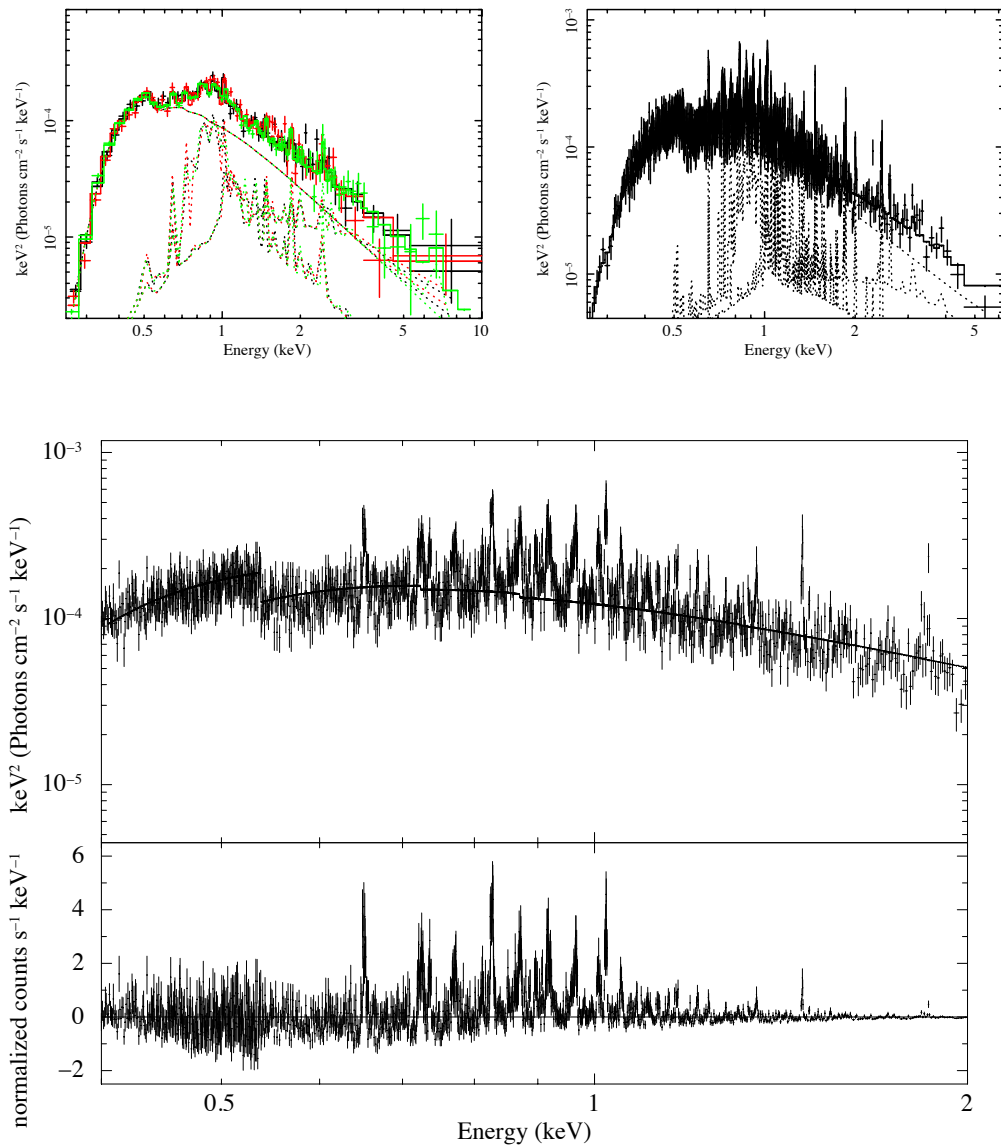 keV² (Photons cm⁻² s⁻¹ keV⁻¹)
10⁻⁴
10⁻⁵
0.5 1 2 5 10
Energy (keV)
keV² (Photons cm⁻² s⁻¹ keV⁻¹)
10⁻³
10⁻⁴
10⁻⁵
0.5 1 2 5
Energy (keV)
keV² (Photons cm⁻² s⁻¹ keV⁻¹)
10⁻³
10⁻⁴
10⁻⁵
normalized counts s⁻¹ keV⁻¹
6
4
2
0
−2
0.5 1 2
Energy (keV)